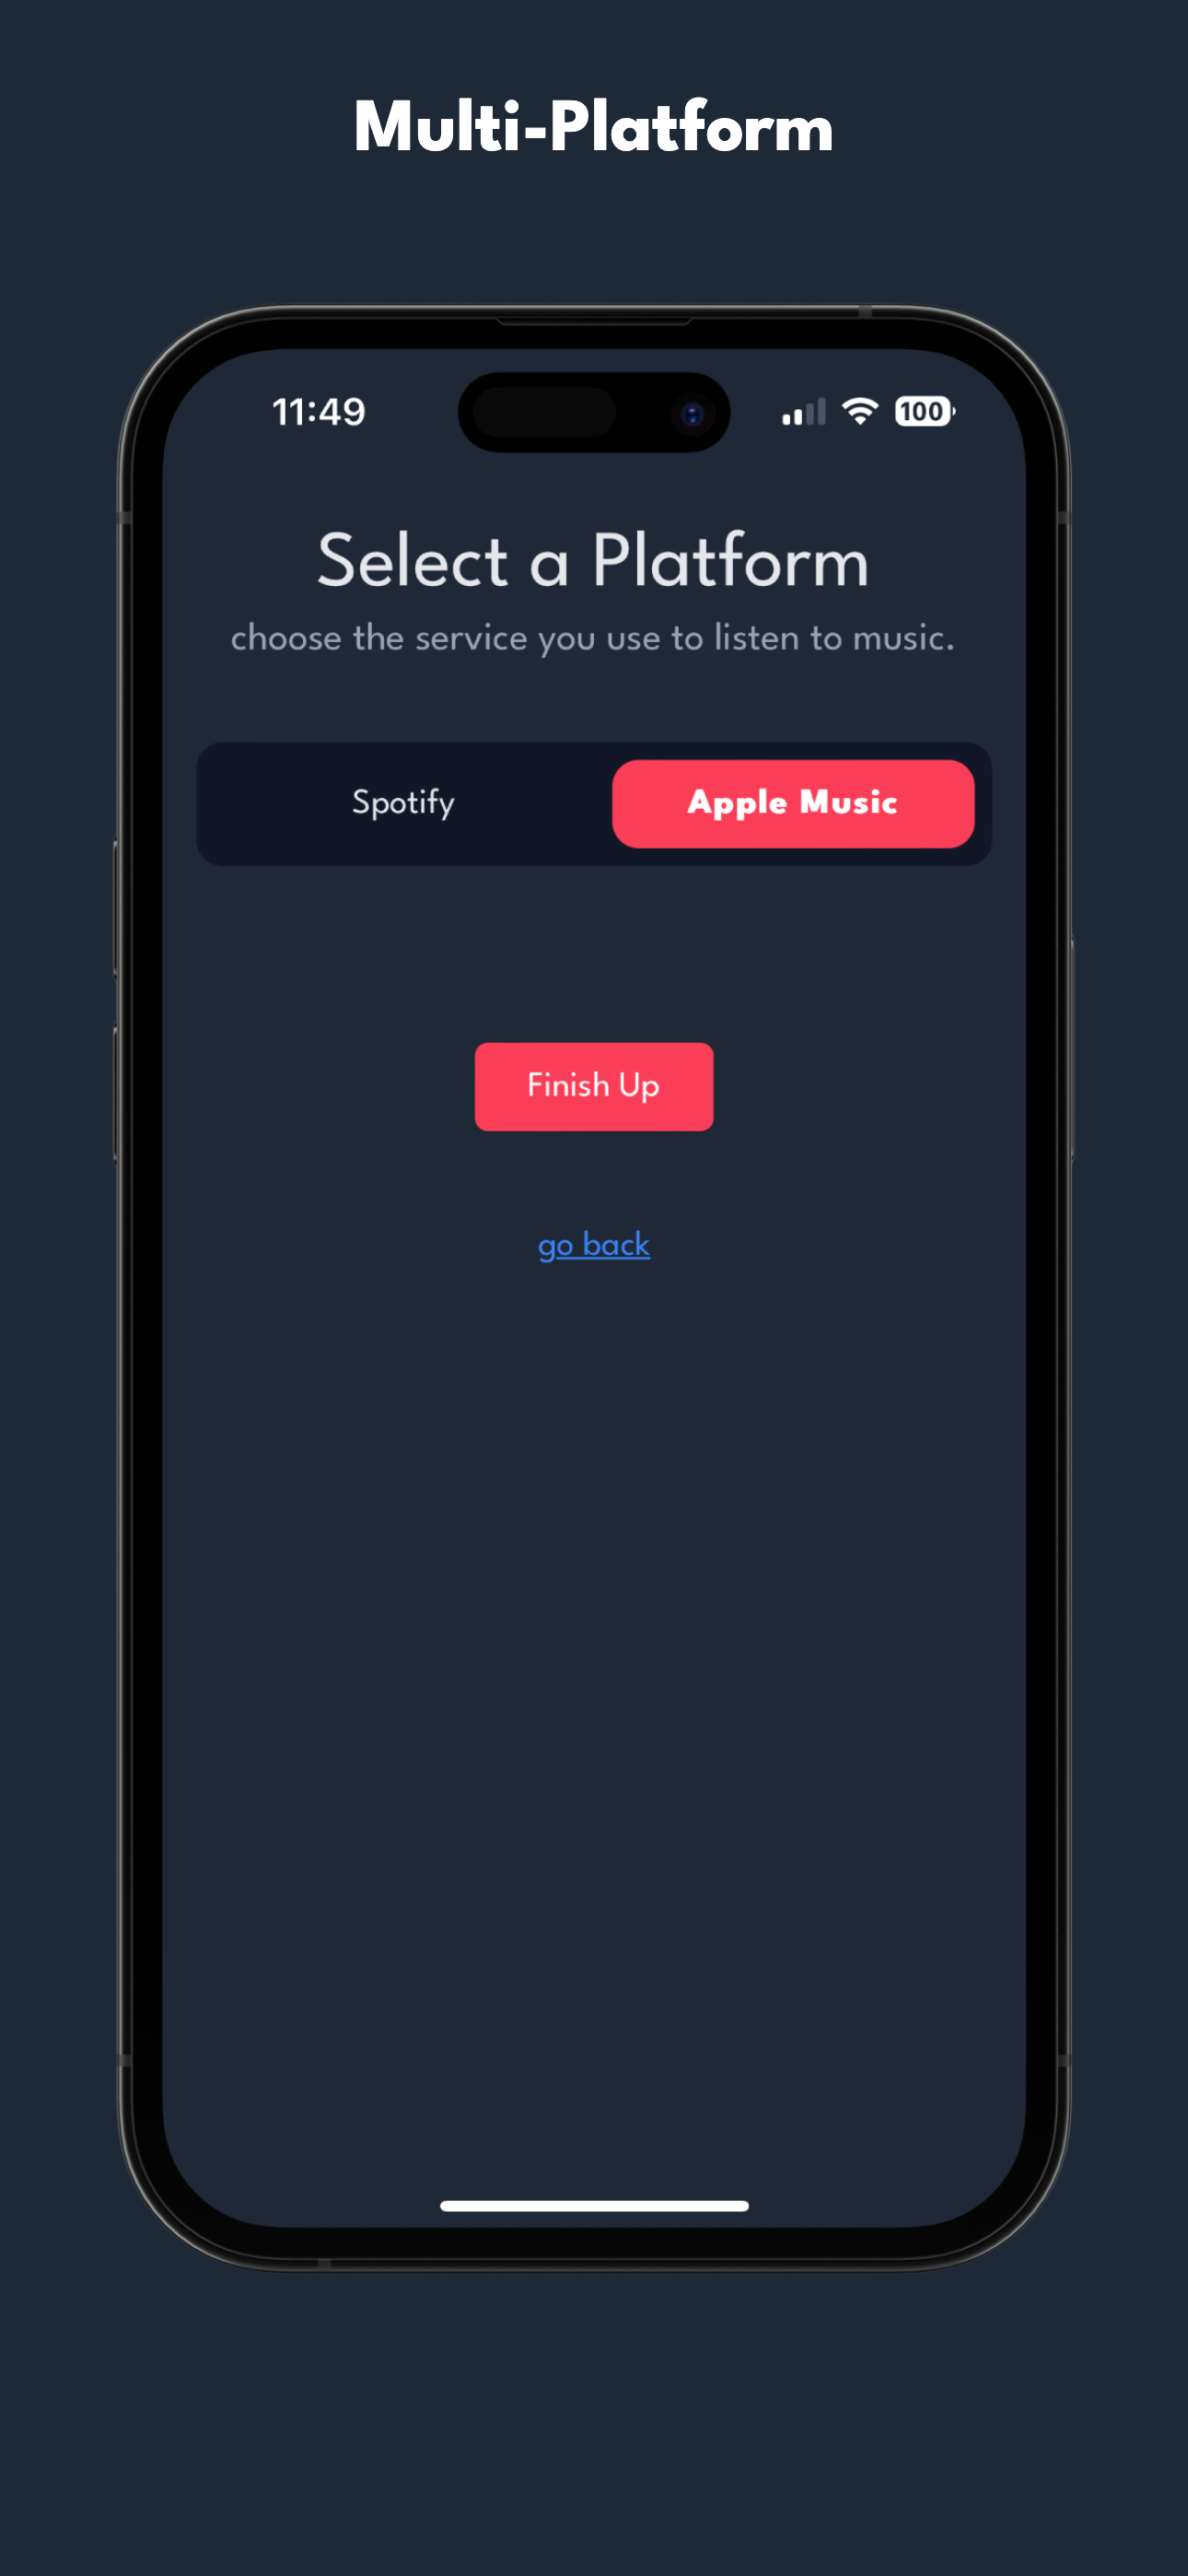 Multi-Platform
11:49
100
Select a Platform
choose the service you use to listen to music.
Spotify
Apple Music
Finish Up
go back